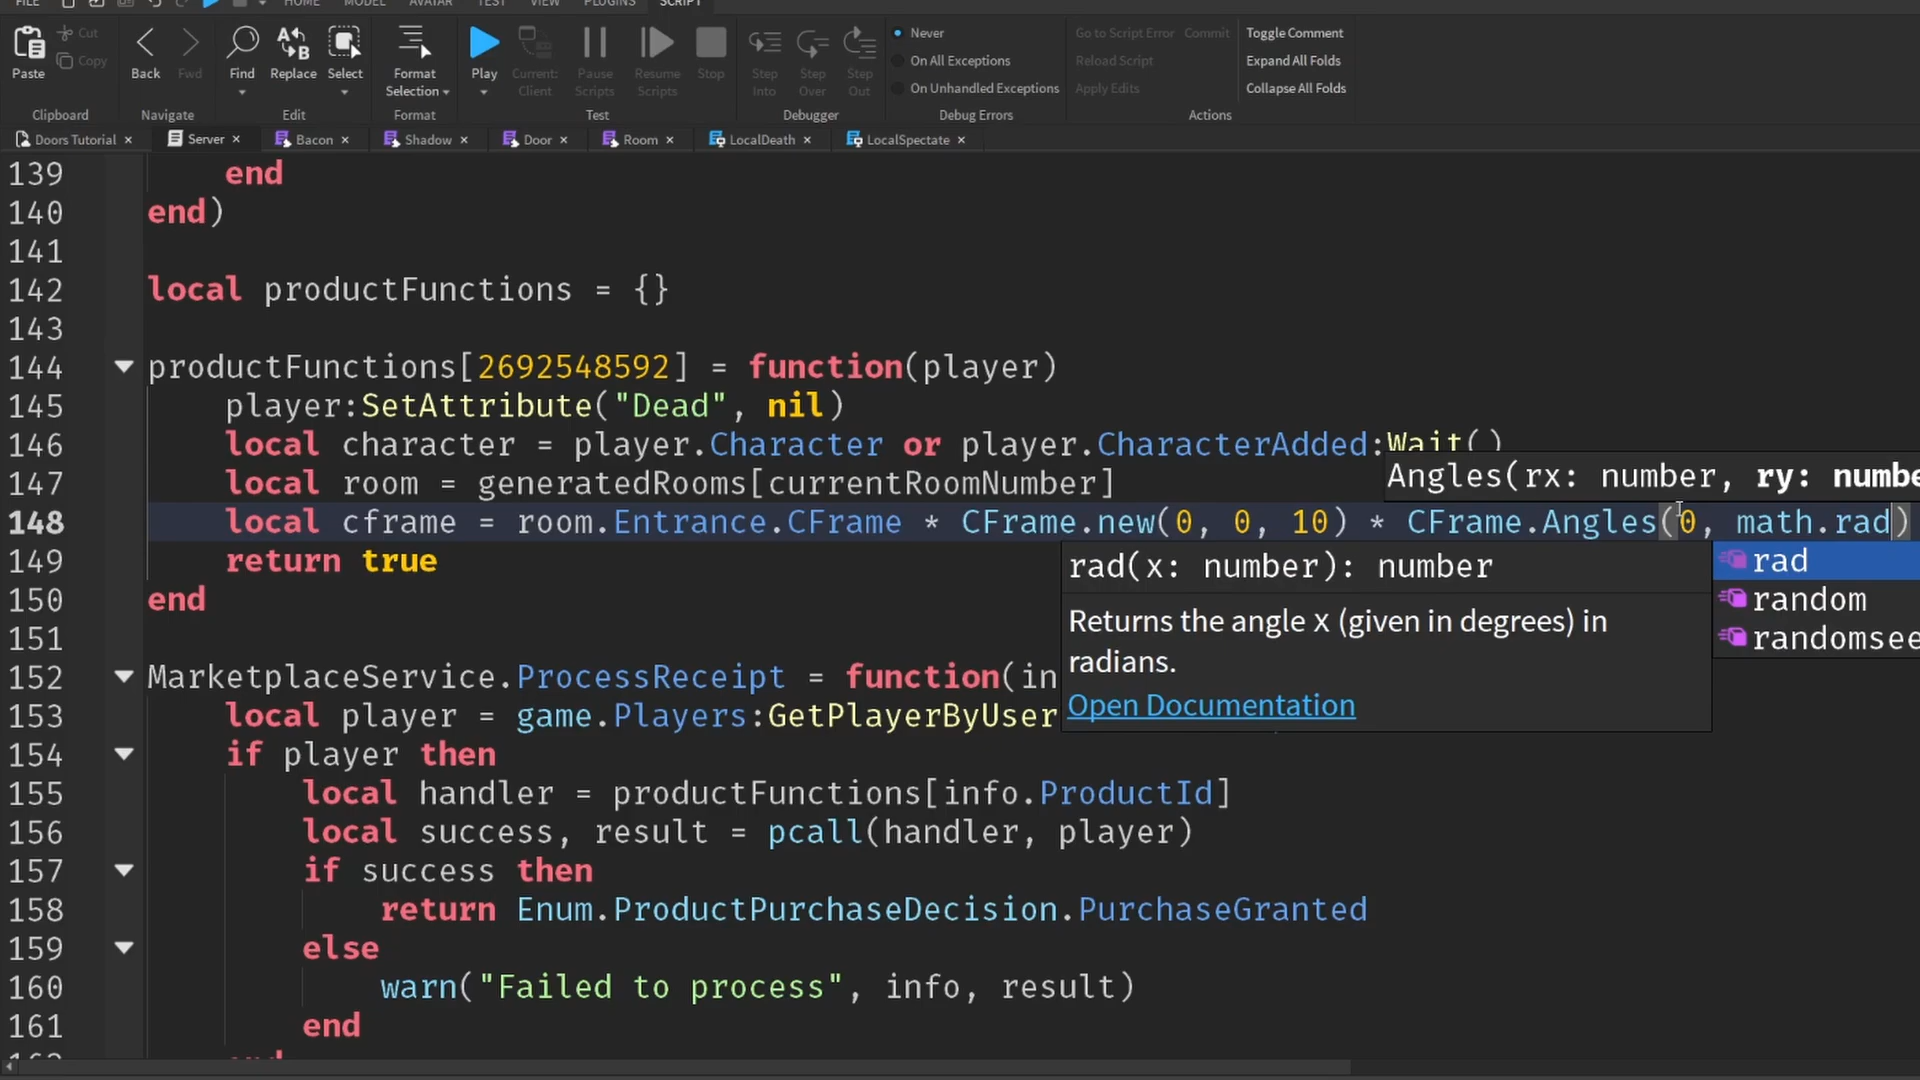 FILE HOME MODEL AVATAR TEST VIEW PLUGINS SCRIPT
Paste Cut Copy Back Fwd Find Replace Select Format Selection Play Current: Client Pause Scripts Resume Scripts Stop Step Into Step Over Step Out
Never Go to Script Error Commit Toggle Comment
On All Exceptions Reload Script Expand All Folds
On Unhandled Exceptions Apply Edits Collapse All Folds
Clipboard Navigate Edit Format Test Debugger Debug Errors Actions
Doors Tutorial × Server × Bacon × Shadow × Door × Room × LocalDeath × LocalSpectate ×
139 end
140 end)
141
142 local productFunctions = {}
143
144 productFunctions[2692548592] = function(player)
145 player:SetAttribute("Dead", nil)
146 local character = player.Character or player.CharacterAdded:Wait()
Angles(rx: number, ry: numbe
147 local room = generatedRooms[currentRoomNumber]
148 local cframe = room.Entrance.CFrame * CFrame.new(0, 0, 10) * CFrame.Angles(0, math.rad)
rad
random
randomsee
rad(x: number): number
Returns the angle x (given in degrees) in
radians.
Open Documentation
149 return true
150 end
151
152 MarketplaceService.ProcessReceipt = function(in
153 local player = game.Players:GetPlayerByUser
154 if player then
155 local handler = productFunctions[info.ProductId]
156 local success, result = pcall(handler, player)
157 if success then
158 return Enum.ProductPurchaseDecision.PurchaseGranted
159 else
160 warn("Failed to process", info, result)
161 end